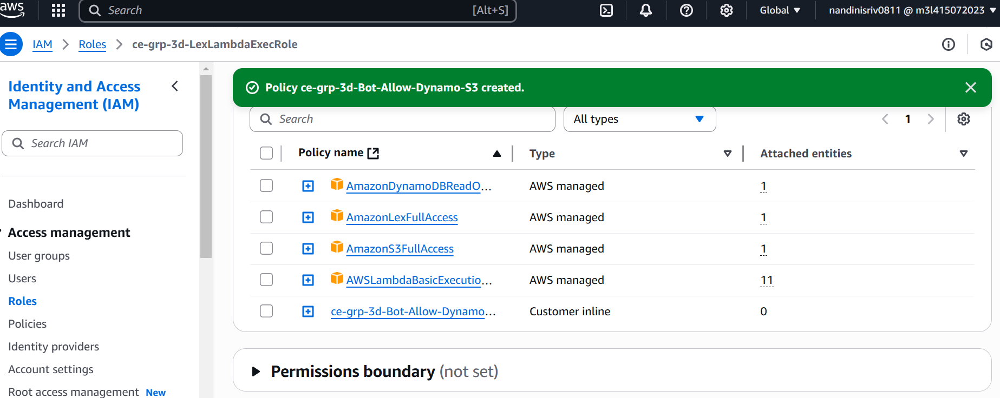 aws
Search [Alt+S] Global nandinisriv0811 @ m3l415072023
IAM Roles ce-grp-3d-LexLambdaExecRole
Identity and Access
Management (IAM)
Search IAM
Dashboard
Access management
User groups
Users
Roles
Policies
Identity providers
Account settings
Root access management New
Policy ce-grp-3d-Bot-Allow-Dynamo-S3 created.
Search All types 1
Policy name Type Attached entities
AmazonDynamoDBReadO... AWS managed 1
AmazonLexFullAccess AWS managed 1
AmazonS3FullAccess AWS managed 1
AWSLambdaBasicExecutio... AWS managed 11
ce-grp-3d-Bot-Allow-Dynamo... Customer inline 0
Permissions boundary (not set)